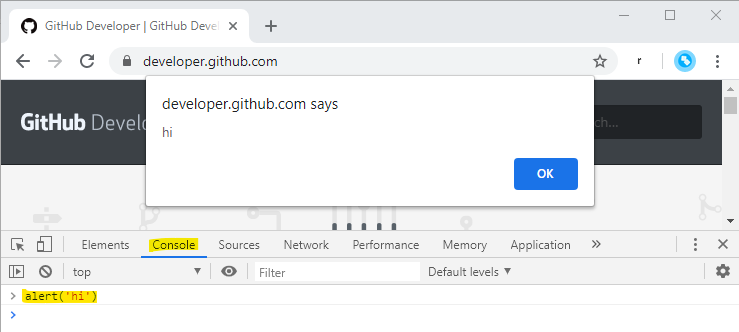 GitHub Developer | GitHub Devel
developer.github.com
r
GitHub Develo
ch...
developer.github.com says
hi
OK
Elements Console Sources Network Performance Memory Application »
top Filter Default levels
> alert('hi')
>